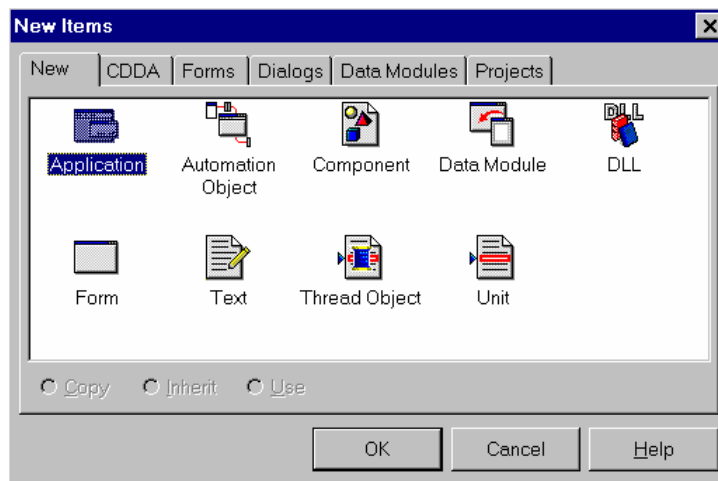 New Items
New CDDA Forms Dialogs Data Modules Projects
DLL
Application Automation Object Component Data Module DLL
Form Text Thread Object Unit
Copy Inherit Use
OK Cancel Help